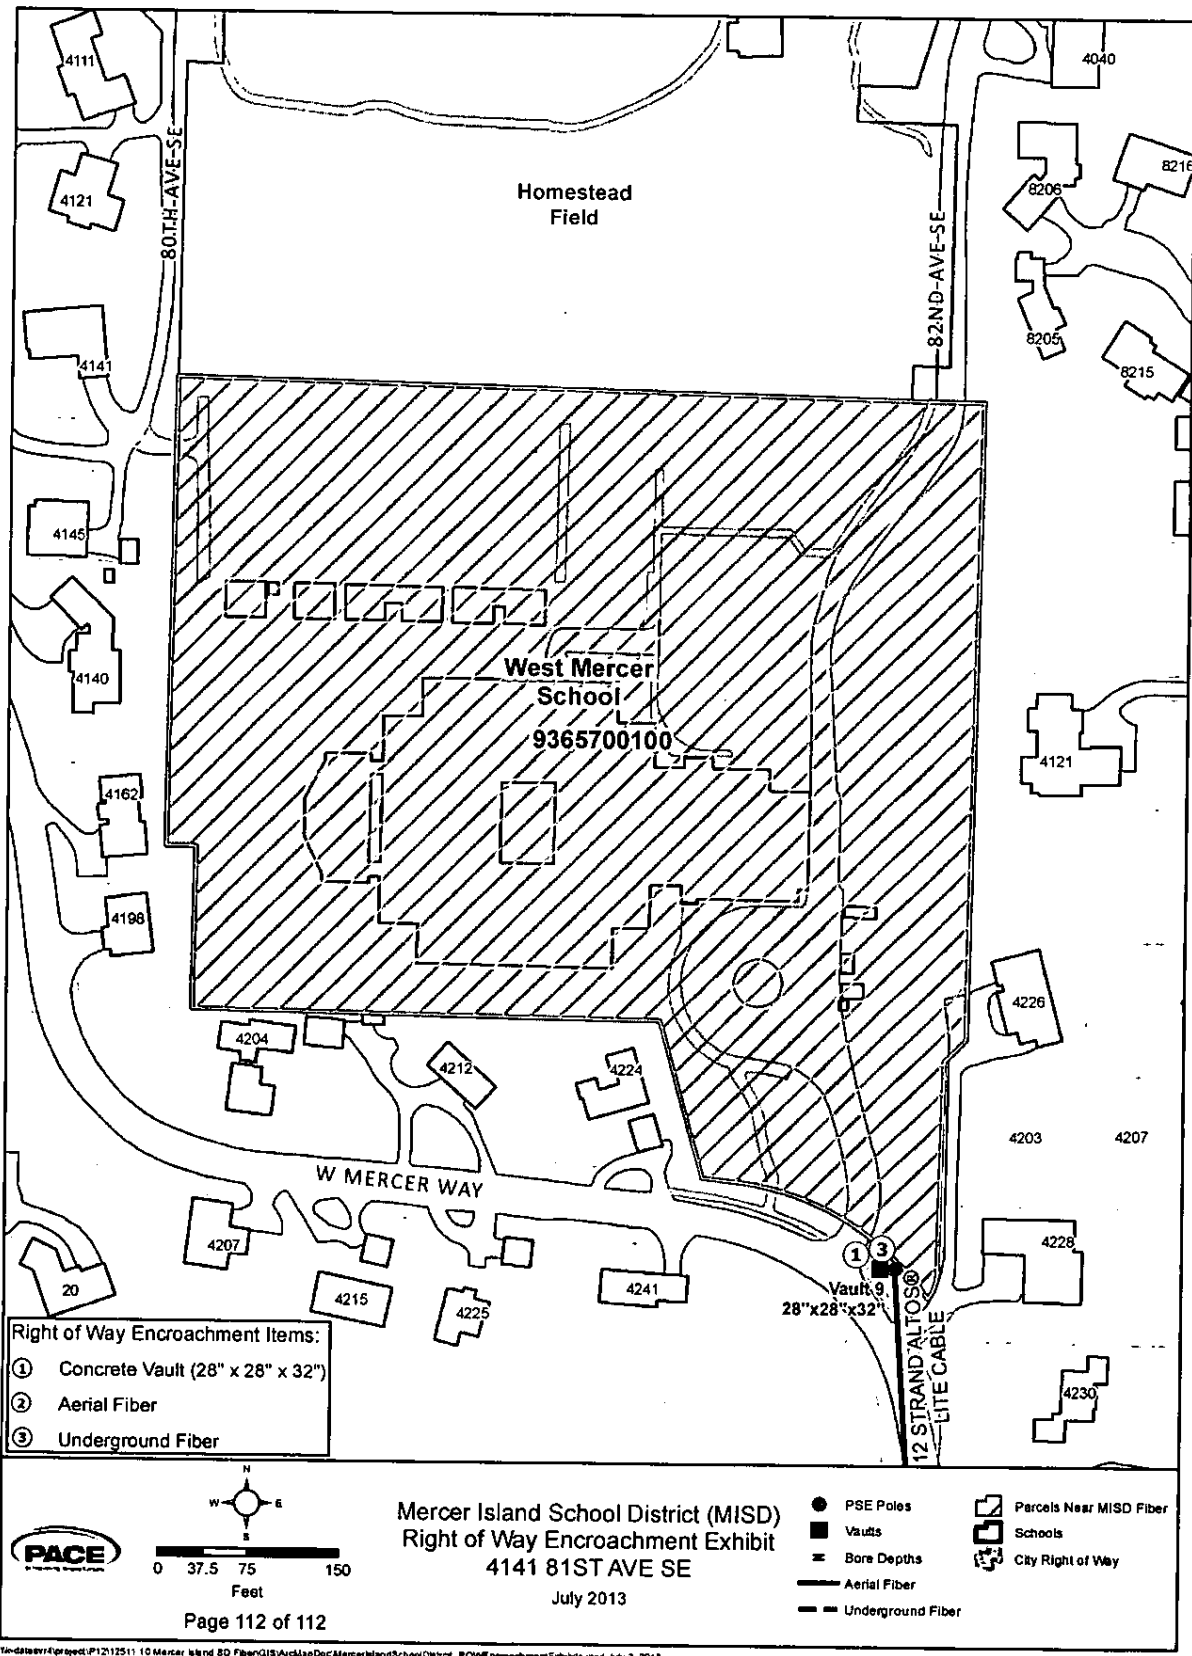 4111
4040
4121
80TH AVE SE
8206
8216
Homestead
Field
82ND AVE SE
8205
4141
8215
4145
West Mercer
School
9365700100
4140
4121
4162
4198
4226
4204
4212
4224
4203
4207
W MERCER WAY
4207
1
3
4228
20
4215
4225
4241
Vault 9
28"x28"x32"
12 STRAND ALTOS®
LITE CABLE
4230
Right of Way Encroachment Items:
1 Concrete Vault (28" x 28" x 32")
2 Aerial Fiber
3 Underground Fiber
N
W E
S
PACE
0 37.5 75 150
Feet
Page 112 of 112
Mercer Island School District (MISD)
Right of Way Encroachment Exhibit
4141 81ST AVE SE
July 2013
PSE Poles
Vaults
Bore Depths
Aerial Fiber
Underground Fiber
Parcels Near MISD Fiber
Schools
City Right of Way